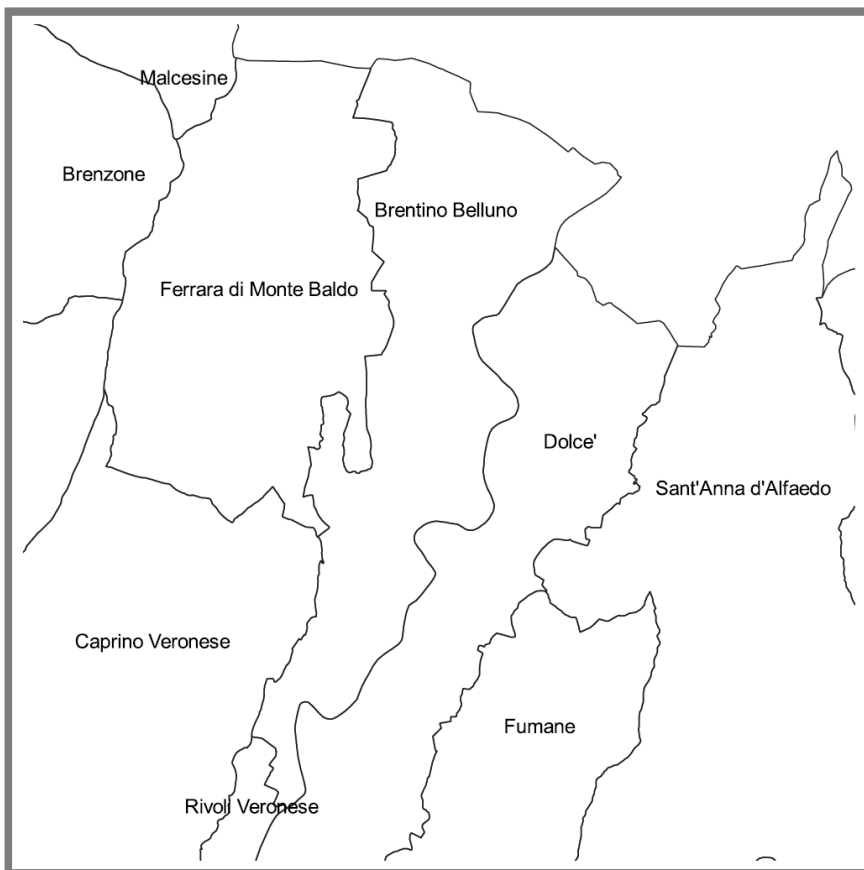 Malcesine
Brenzone
Brentino Belluno
Ferrara di Monte Baldo
Dolce'
Sant'Anna d'Alfaedo
Caprino Veronese
Fumane
Rivoli Veronese